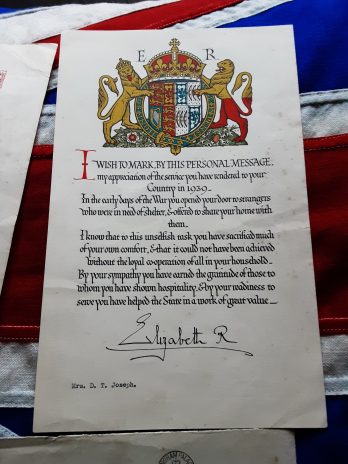 E R
I WISH TO MARK, BY THIS PERSONAL MESSAGE,
my appreciation of the service you have rendered to your
Country in 1939.
In the early days of the War you opened your door to strangers
who were in need of shelter, & offered to share your home with
them.
I know that to this unselfish task you have sacrificed much
of your own comfort, & that it could not have been achieved
without the loyal co-operation of all in your household.
By your sympathy you have earned the gratitude of those to
whom you have shown hospitality, & by your readiness to
serve you have helped the State in a work of great value.
Elizabeth R
Mrs. D. T. Joseph.